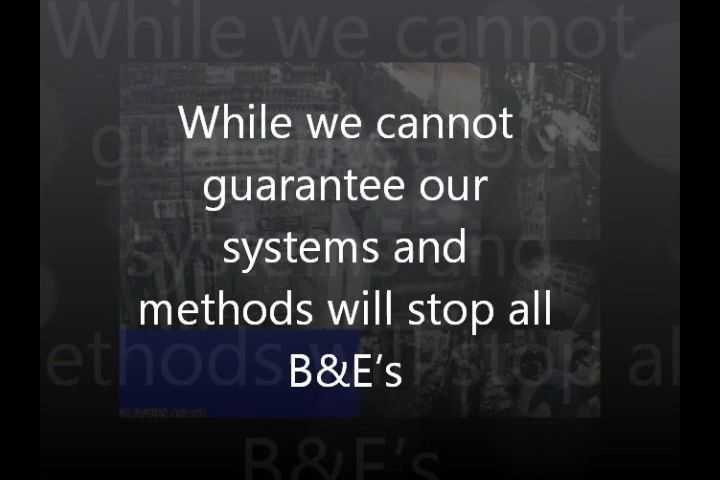 While we cannot
guarantee our
systems and
methods will stop all
B&E's